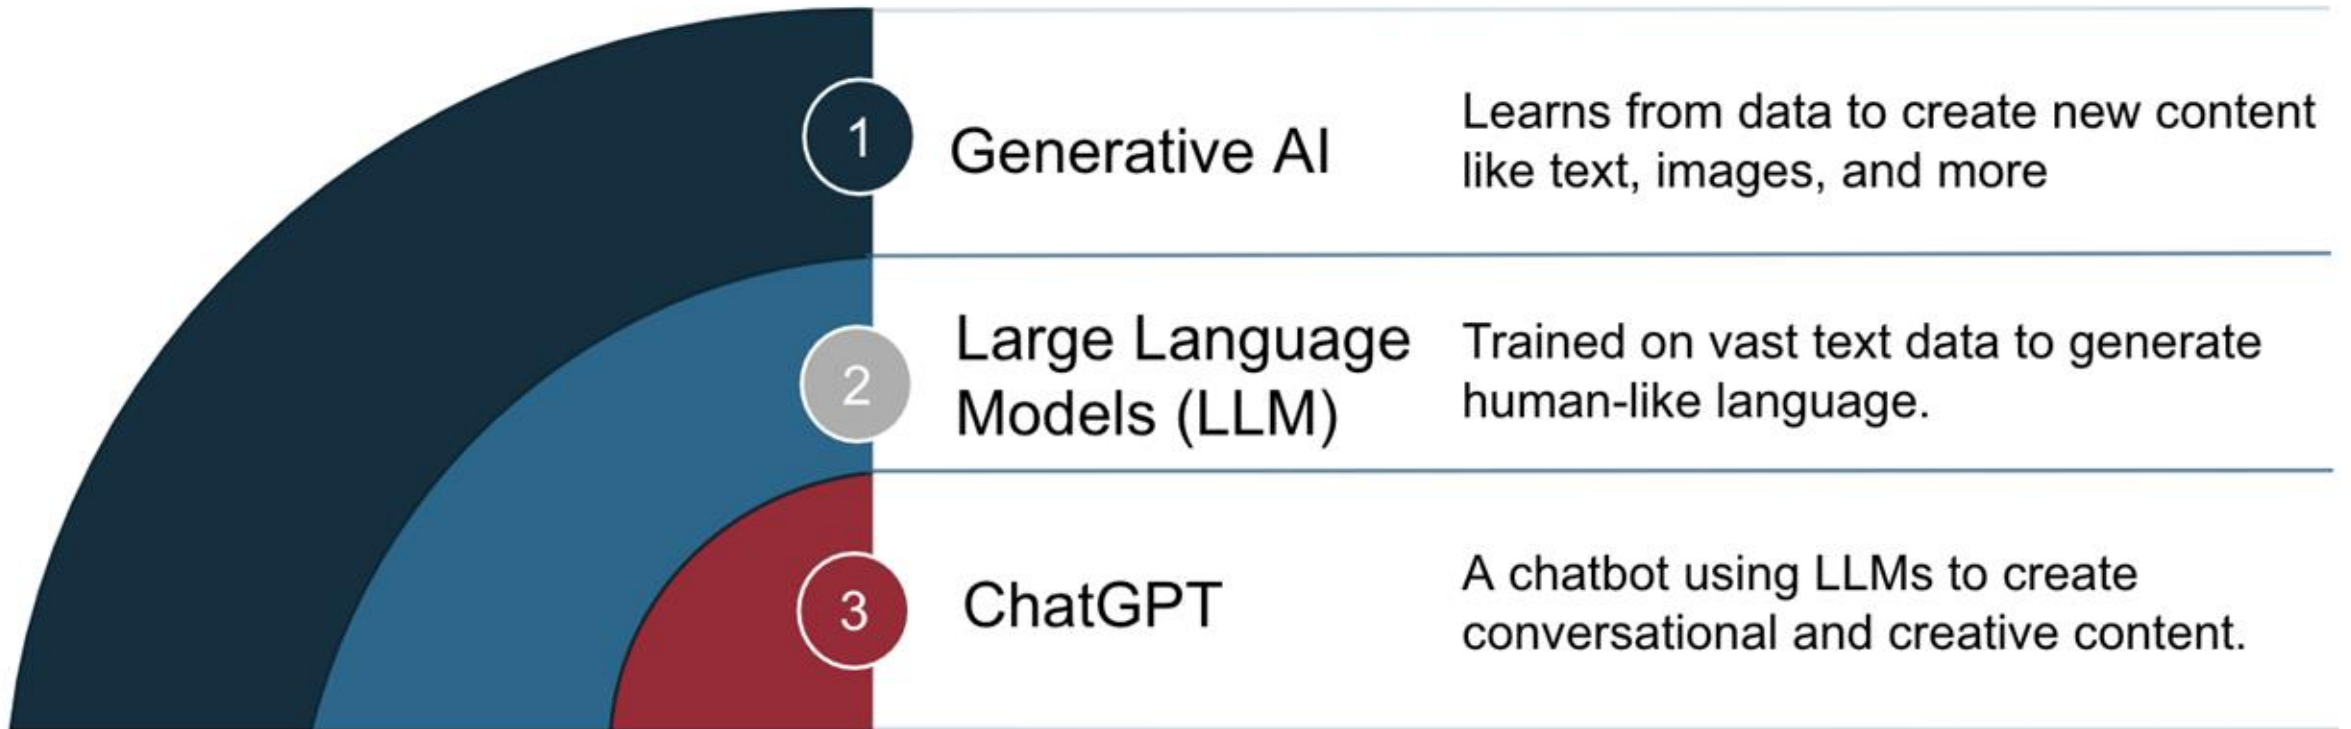 1
Generative AI
Learns from data to create new content
like text, images, and more
2
Large Language
Models (LLM)
Trained on vast text data to generate
human-like language.
3
ChatGPT
A chatbot using LLMs to create
conversational and creative content.